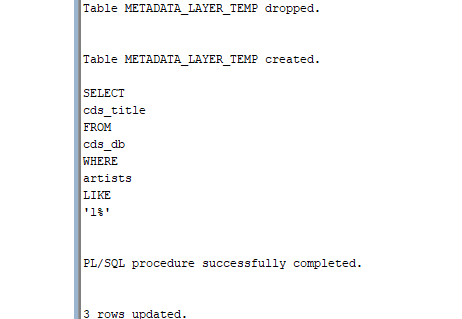 Table METADATA_LAYER_TEMP dropped.
Table METADATA_LAYER_TEMP created.
SELECT
cds_title
FROM
cds_db
WHERE
artists
LIKE
'l%'
PL/SQL procedure successfully completed.
3 rows updated.